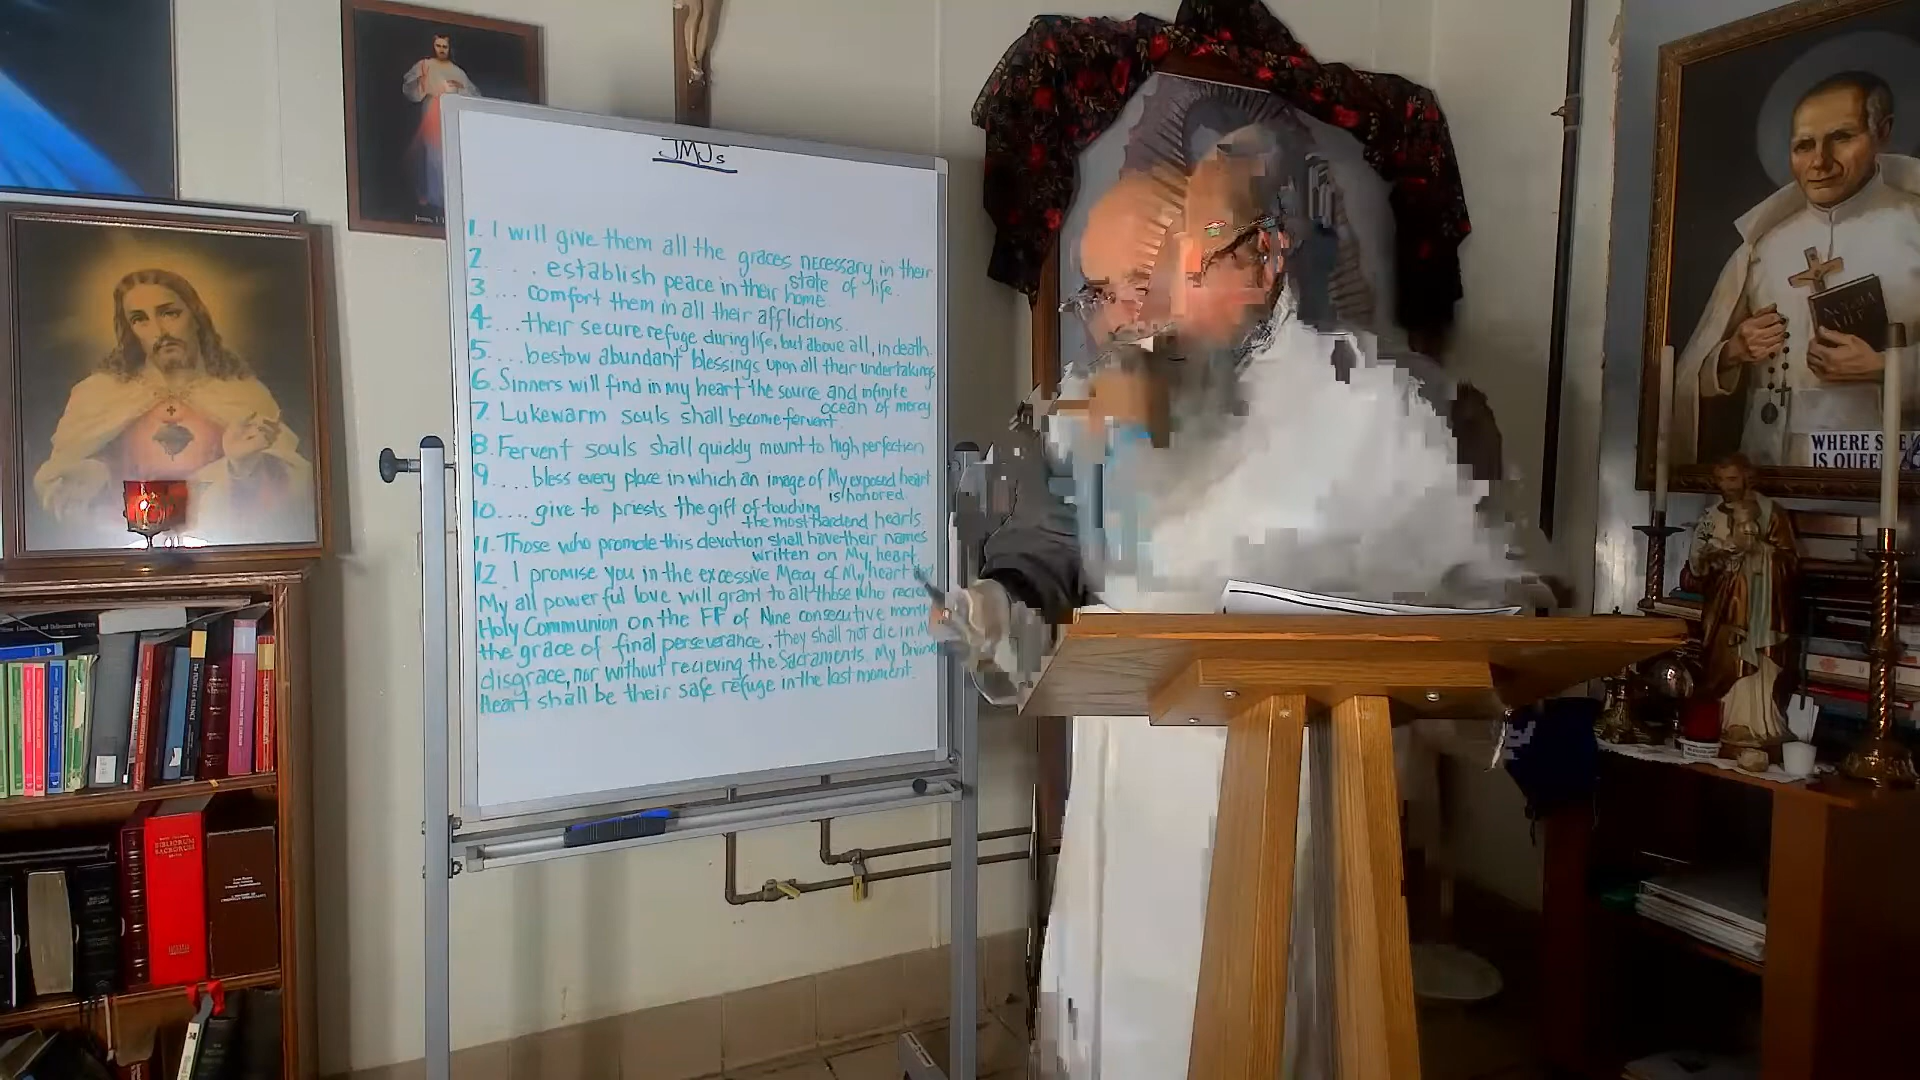 JMJs
1. I will give them all the graces necessary in their
state of life.
2. .... establish peace in their home
3. ... comfort them in all their afflictions.
4. ... their secure refuge during life, but above all, in death.
5. .... bestow abundant blessings upon all their undertakings
6. Sinners will find in my heart the source and infinite
ocean of mercy
7. Lukewarm souls shall become fervent.
8. Fervent souls shall quickly mount to high perfection
9. .... bless every place in which an image of My exposed heart
is honored.
10. .... give to priests the gift of touching
the most hardend hearts.
11. Those who promote this devotion shall have their names
written on My heart
12. I promise you in the excessive Mercy of My heart
My all powerful love will grant to all those who
Holy Communion on the FF of Nine consecutive month
the grace of final perseverance, they shall not die in
disgrace, nor without recieving the Sacraments. My Divine
Heart shall be their safe refuge in the last moment.
WHERE
IS QUEE
BIBLIORUM
SACRORUM